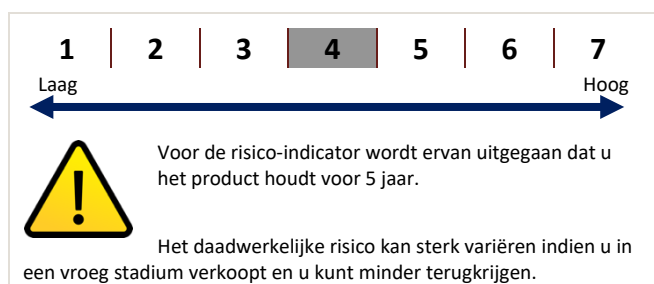 1 2 3 4 5 6 7
Laag Hoog
Voor de risico-indicator wordt ervan uitgegaan dat u
het product houdt voor 5 jaar.
Het daadwerkelijke risico kan sterk variëren indien u in
een vroeg stadium verkoopt en u kunt minder terugkrijgen.